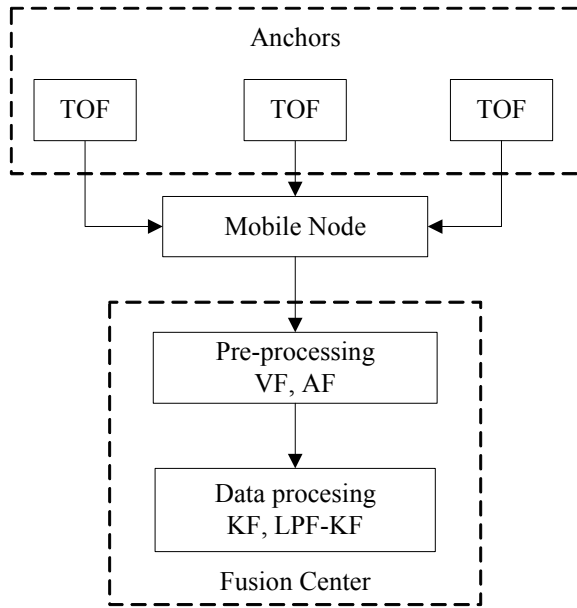 Anchors
TOF
TOF
TOF
Mobile Node
Pre-processing
VF, AF
Data procesing
KF, LPF-KF
Fusion Center